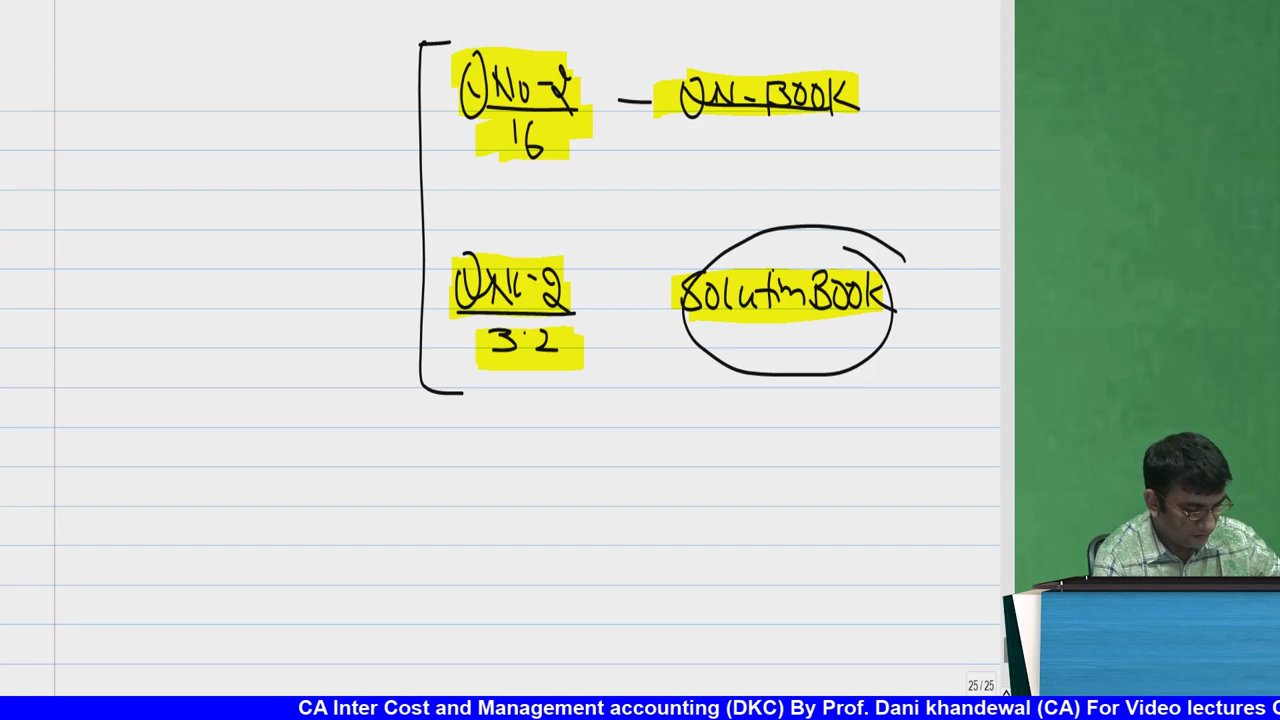 QNo-2 — QN-BOOK
16
QNo-2 Solution BOOK
3.2
25/25
CA Inter Cost and Management accounting (DKC) By Prof. Dani khandewal (CA) For Video lectures C